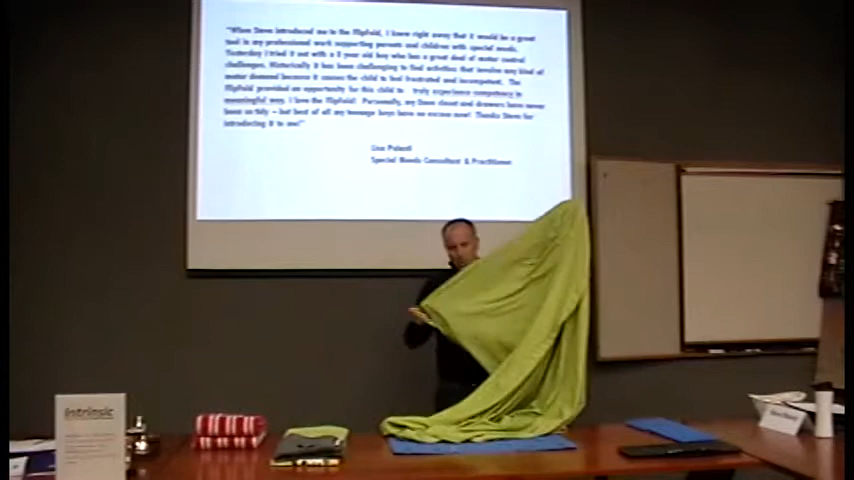 "When Steve introduced me to the FlipFold, I knew right away that it would be a great
tool in my professional work supporting parents and children with special needs.
Yesterday I tried it out with a 8 year old boy who has a great deal of motor control
challenges. Historically it has been challenging to find activities that involve any kind of
motor demand because it causes the child to feel frustrated and incompetent. The
FlipFold provided an opportunity for this child to truly experience competency in
meaningful way. I love the FlipFold! Personally, my linen closet and drawers have never
been so tidy – but best of all my teenage boys have no excuse now! Thanks Steve for
introducing it to me!"
Lisa
Special Needs Consultant & Practitioner
Intrinsic